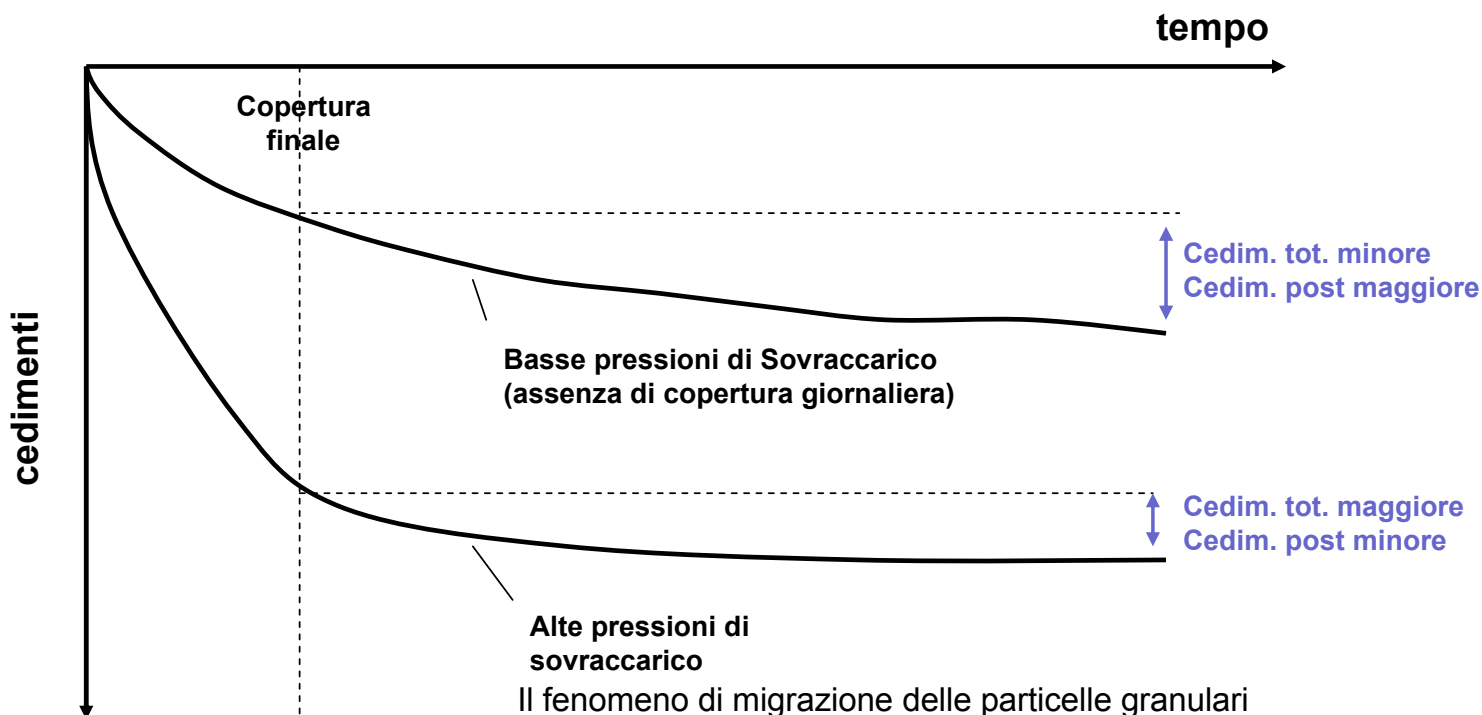 tempo
Copertura
finale
cedimenti
Cedim. tot. minore
Cedim. post maggiore
Basse pressioni di Sovraccarico
(assenza di copertura giornaliera)
Cedim. tot. maggiore
Cedim. post minore
Alte pressioni di
sovraccarico
Il fenomeno di migrazione delle particelle granulari